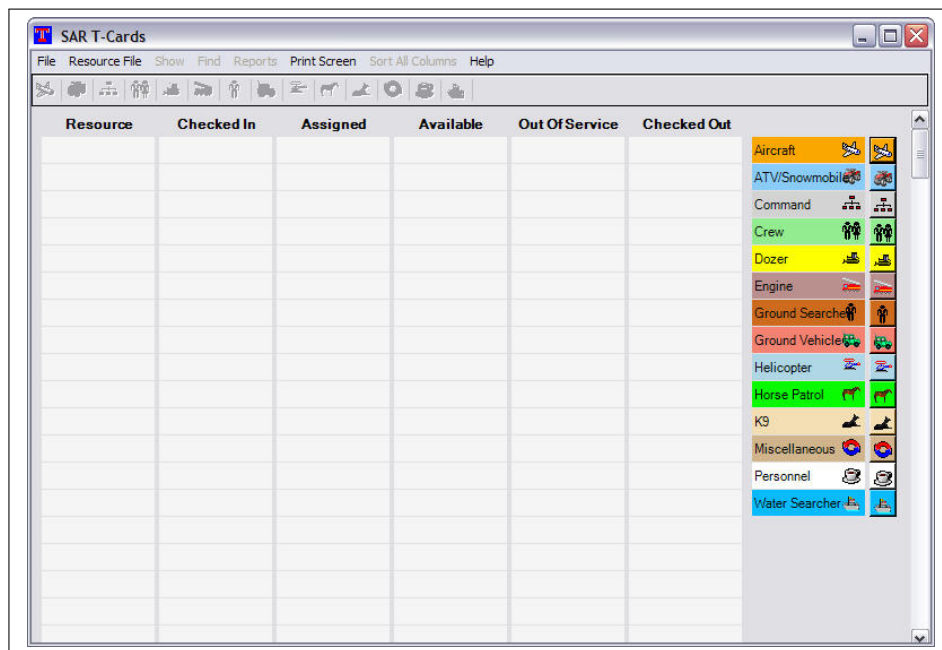 T SAR T-Cards
File Resource File Show Find Reports Print Screen Sort All Columns Help
Resource Checked In Assigned Available Out Of Service Checked Out
Aircraft
ATV/Snowmobile
Command
Crew
Dozer
Engine
Ground Searcher
Ground Vehicle
Helicopter
Horse Patrol
K9
Miscellaneous
Personnel
Water Searcher